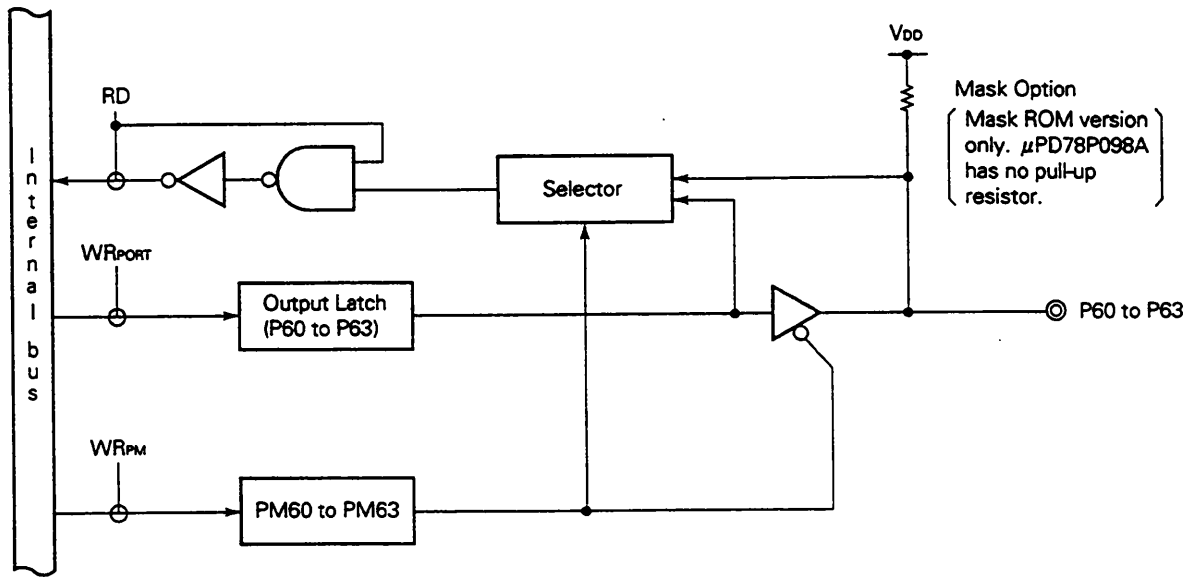 VDD
Mask Option
Mask ROM version
only. μPD78P098A
has no pull-up
resistor.
RD
Internal bus
Selector
WRPORT
Output Latch
(P60 to P63)
P60 to P63
WRPM
PM60 to PM63